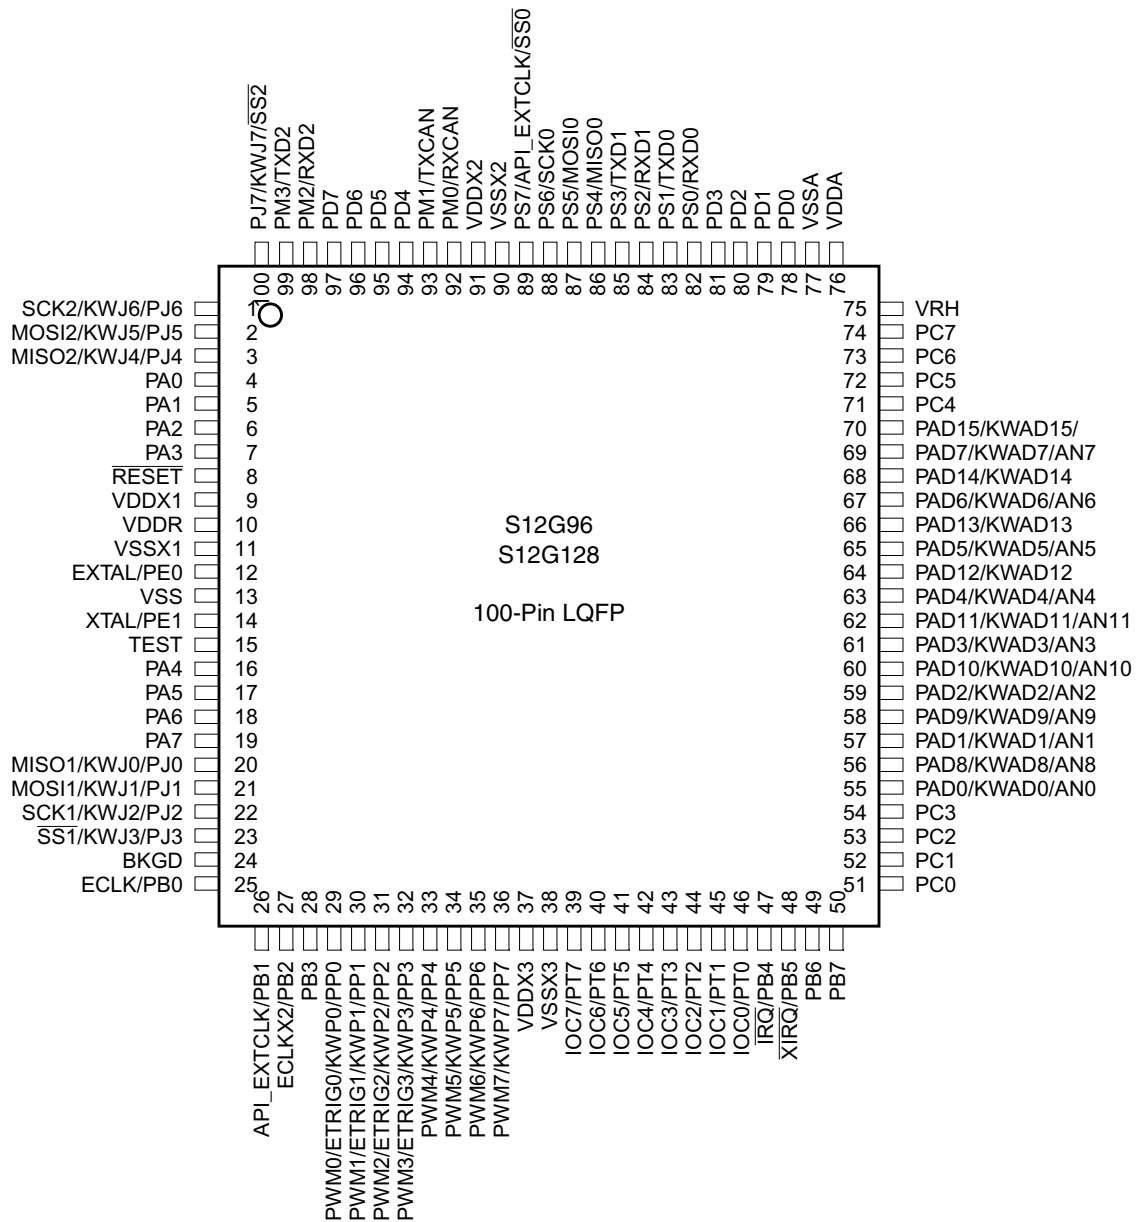 PJ7/KWJ7/SS2
PM3/TXD2
PM2/RXD2
PD7
PD6
PD5
PD4
PM1/TXCAN
PM0/RXCAN
VDDX2
VSSX2
PS7/API_EXTCLK/SS0
PS6/SCK0
PS5/MOSI0
PS4/MISO0
PS3/TXD1
PS2/RXD1
PS1/TXD0
PS0/RXD0
PD3
PD2
PD1
PD0
VSSA
VDDA
100
99
98
97
96
95
94
93
92
91
90
89
88
87
86
85
84
83
82
81
80
79
78
77
76
SCK2/KWJ6/PJ6 1
MOSI2/KWJ5/PJ5 2
MISO2/KWJ4/PJ4 3
PA0 4
PA1 5
PA2 6
PA3 7
RESET 8
VDDX1 9
VDDR 10
VSSX1 11
EXTAL/PE0 12
VSS 13
XTAL/PE1 14
TEST 15
PA4 16
PA5 17
PA6 18
PA7 19
MISO1/KWJ0/PJ0 20
MOSI1/KWJ1/PJ1 21
SCK1/KWJ2/PJ2 22
SS1/KWJ3/PJ3 23
BKGD 24
ECLK/PB0 25
S12G96
S12G128
100-Pin LQFP
75 VRH
74 PC7
73 PC6
72 PC5
71 PC4
70 PAD15/KWAD15/
69 PAD7/KWAD7/AN7
68 PAD14/KWAD14
67 PAD6/KWAD6/AN6
66 PAD13/KWAD13
65 PAD5/KWAD5/AN5
64 PAD12/KWAD12
63 PAD4/KWAD4/AN4
62 PAD11/KWAD11/AN11
61 PAD3/KWAD3/AN3
60 PAD10/KWAD10/AN10
59 PAD2/KWAD2/AN2
58 PAD9/KWAD9/AN9
57 PAD1/KWAD1/AN1
56 PAD8/KWAD8/AN8
55 PAD0/KWAD0/AN0
54 PC3
53 PC2
52 PC1
51 PC0
26
27
28
29
30
31
32
33
34
35
36
37
38
39
40
41
42
43
44
45
46
47
48
49
50
API_EXTCLK/PB1
ECLKX2/PB2
PB3
PWM0/ETRIG0/KWP0/PP0
PWM1/ETRIG1/KWP1/PP1
PWM2/ETRIG2/KWP2/PP2
PWM3/ETRIG3/KWP3/PP3
PWM4/KWP4/PP4
PWM5/KWP5/PP5
PWM6/KWP6/PP6
PWM7/KWP7/PP7
VDDX3
VSSX3
IOC7/PT7
IOC6/PT6
IOC5/PT5
IOC4/PT4
IOC3/PT3
IOC2/PT2
IOC1/PT1
IOC0/PT0
IRQ/PB4
XIRQ/PB5
PB6
PB7